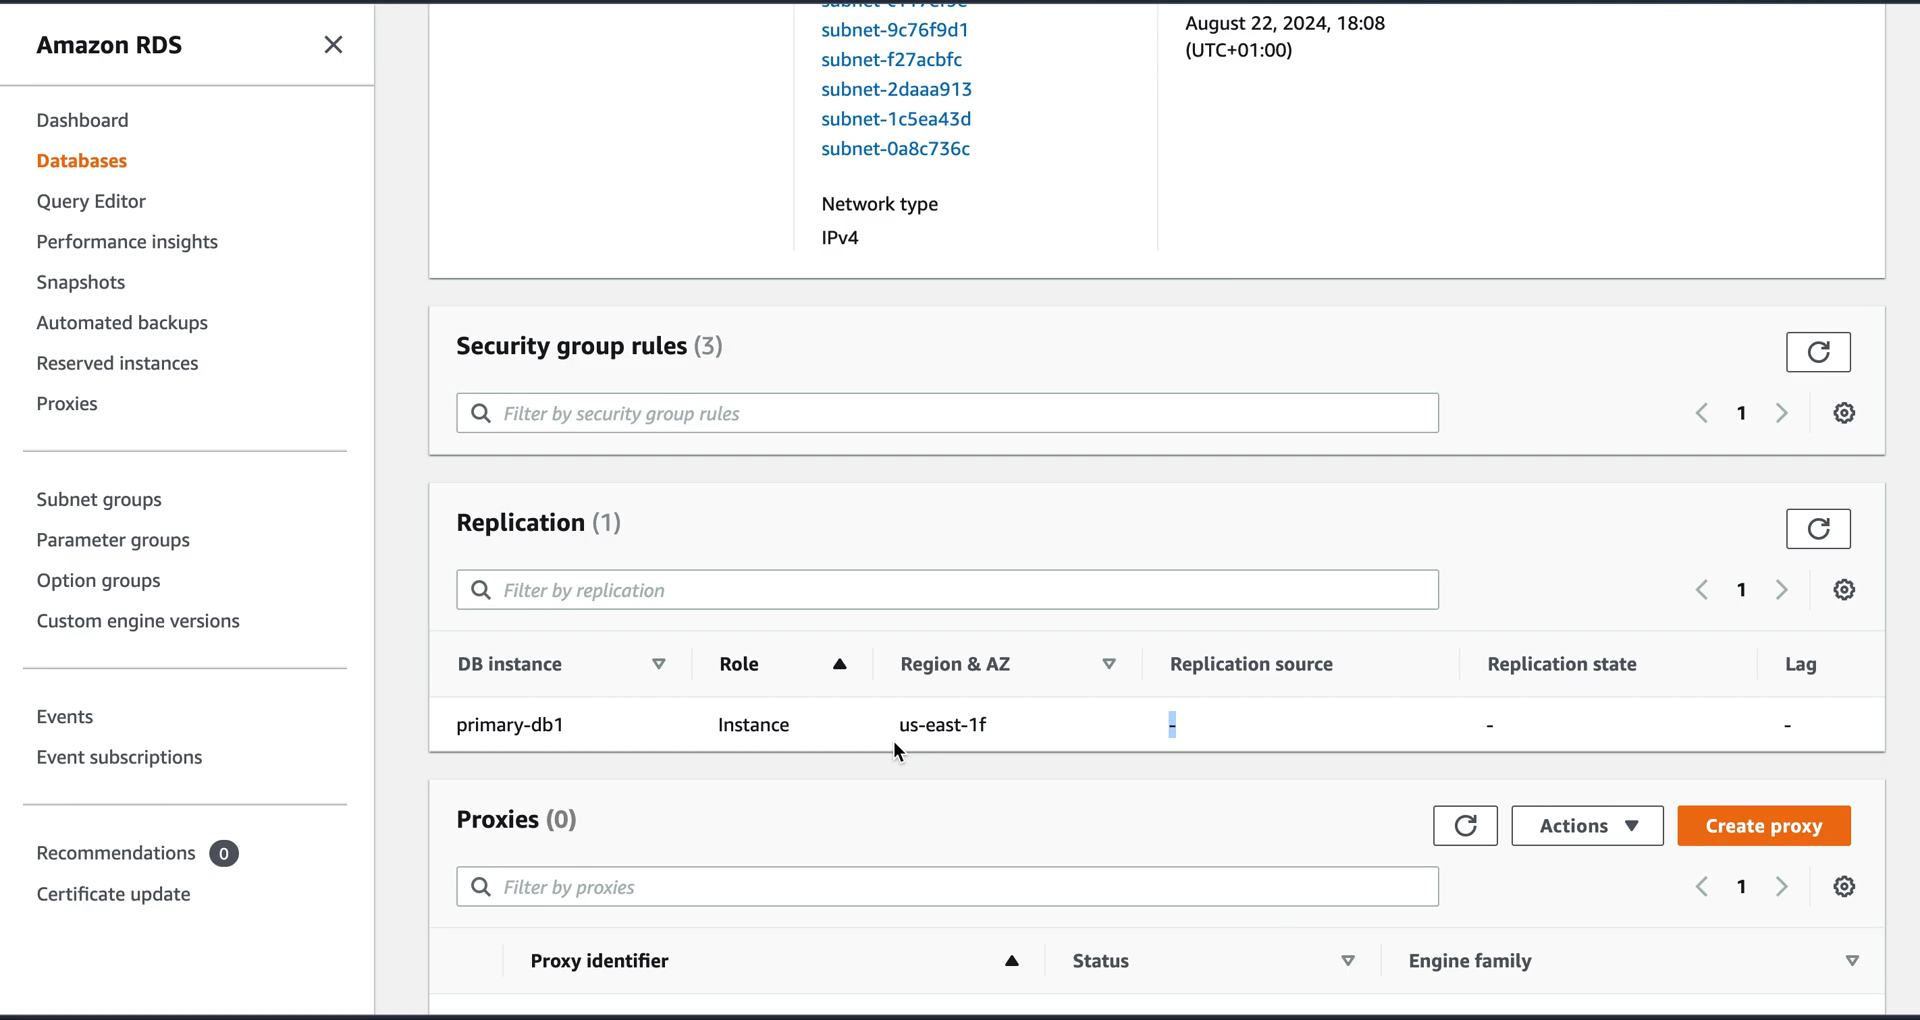 Amazon RDS
Dashboard
Databases
Query Editor
Performance insights
Snapshots
Automated backups
Reserved instances
Proxies
Subnet groups
Parameter groups
Option groups
Custom engine versions
Events
Event subscriptions
Recommendations 0
Certificate update
subnet-9c76f9d1
subnet-f27acbfc
subnet-2daaa913
subnet-1c5ea43d
subnet-0a8c736c
Network type
IPv4
August 22, 2024, 18:08
(UTC+01:00)
Security group rules (3)
Filter by security group rules
1
Replication (1)
Filter by replication
1
DB instance Role Region & AZ Replication source Replication state Lag
primary-db1 Instance us-east-1f - - -
Proxies (0)
Actions Create proxy
Filter by proxies
1
Proxy identifier Status Engine family